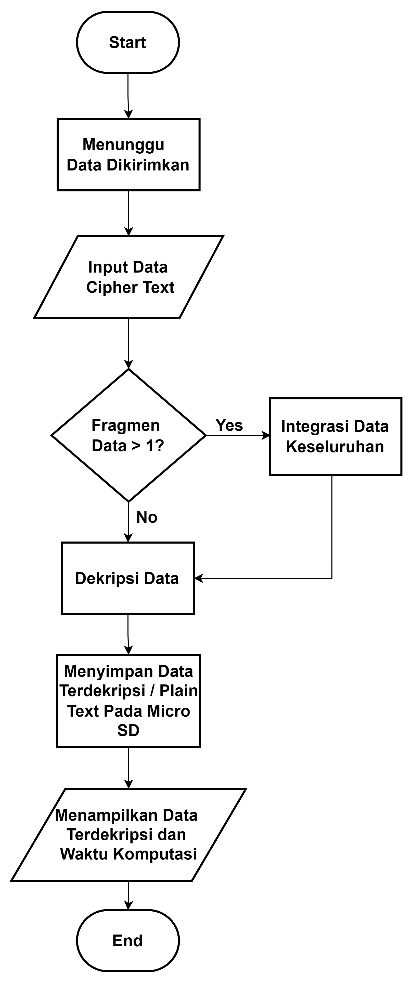 Start
Menunggu
Data Dikirimkan
Input Data
Cipher Text
Fragmen
Data > 1?
Yes
Integrasi Data
Keseluruhan
No
Dekripsi Data
Menyimpan Data
Terdekripsi / Plain
Text Pada Micro
SD
Menampilkan Data
Terdekripsi dan
Waktu Komputasi
End